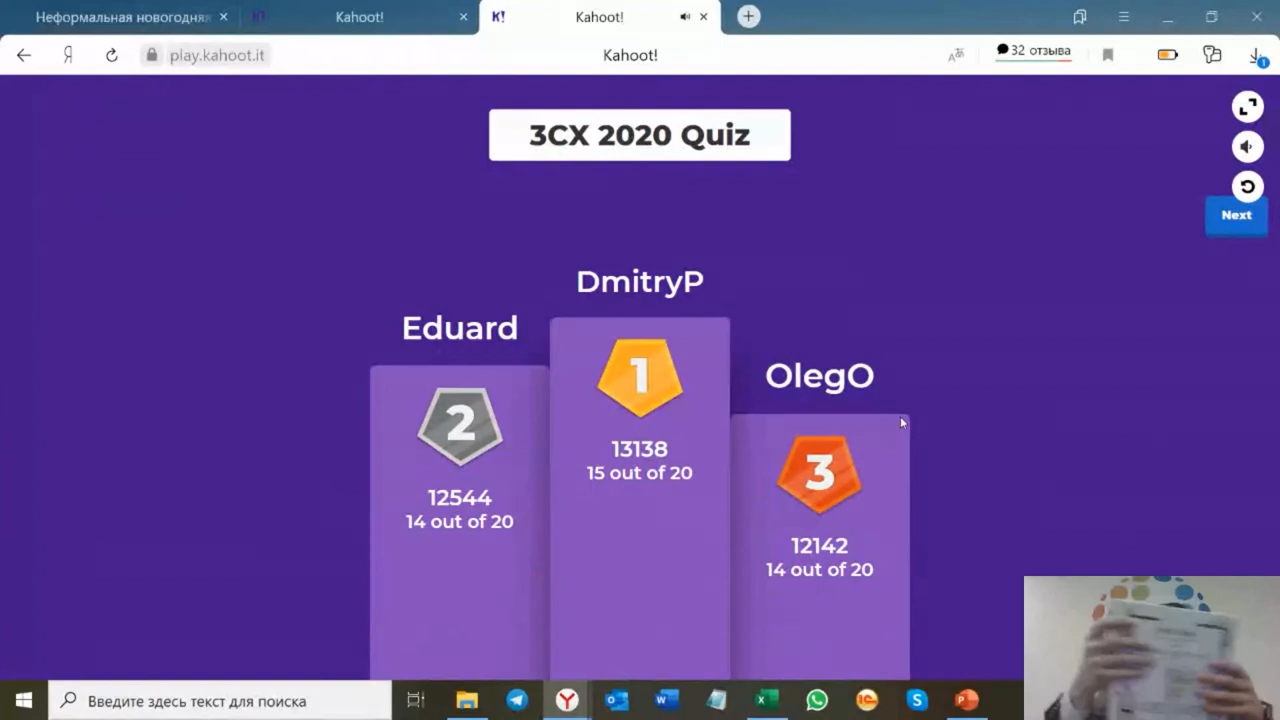 Неформальная новогодняя
Kahoot!
K! Kahoot!
play.kahoot.it
Kahoot!
32 отзыва
3CX 2020 Quiz
Next
DmitryP
Eduard
OlegO
1
13138
15 out of 20
2
12544
14 out of 20
3
12142
14 out of 20
Введите здесь текст для поиска